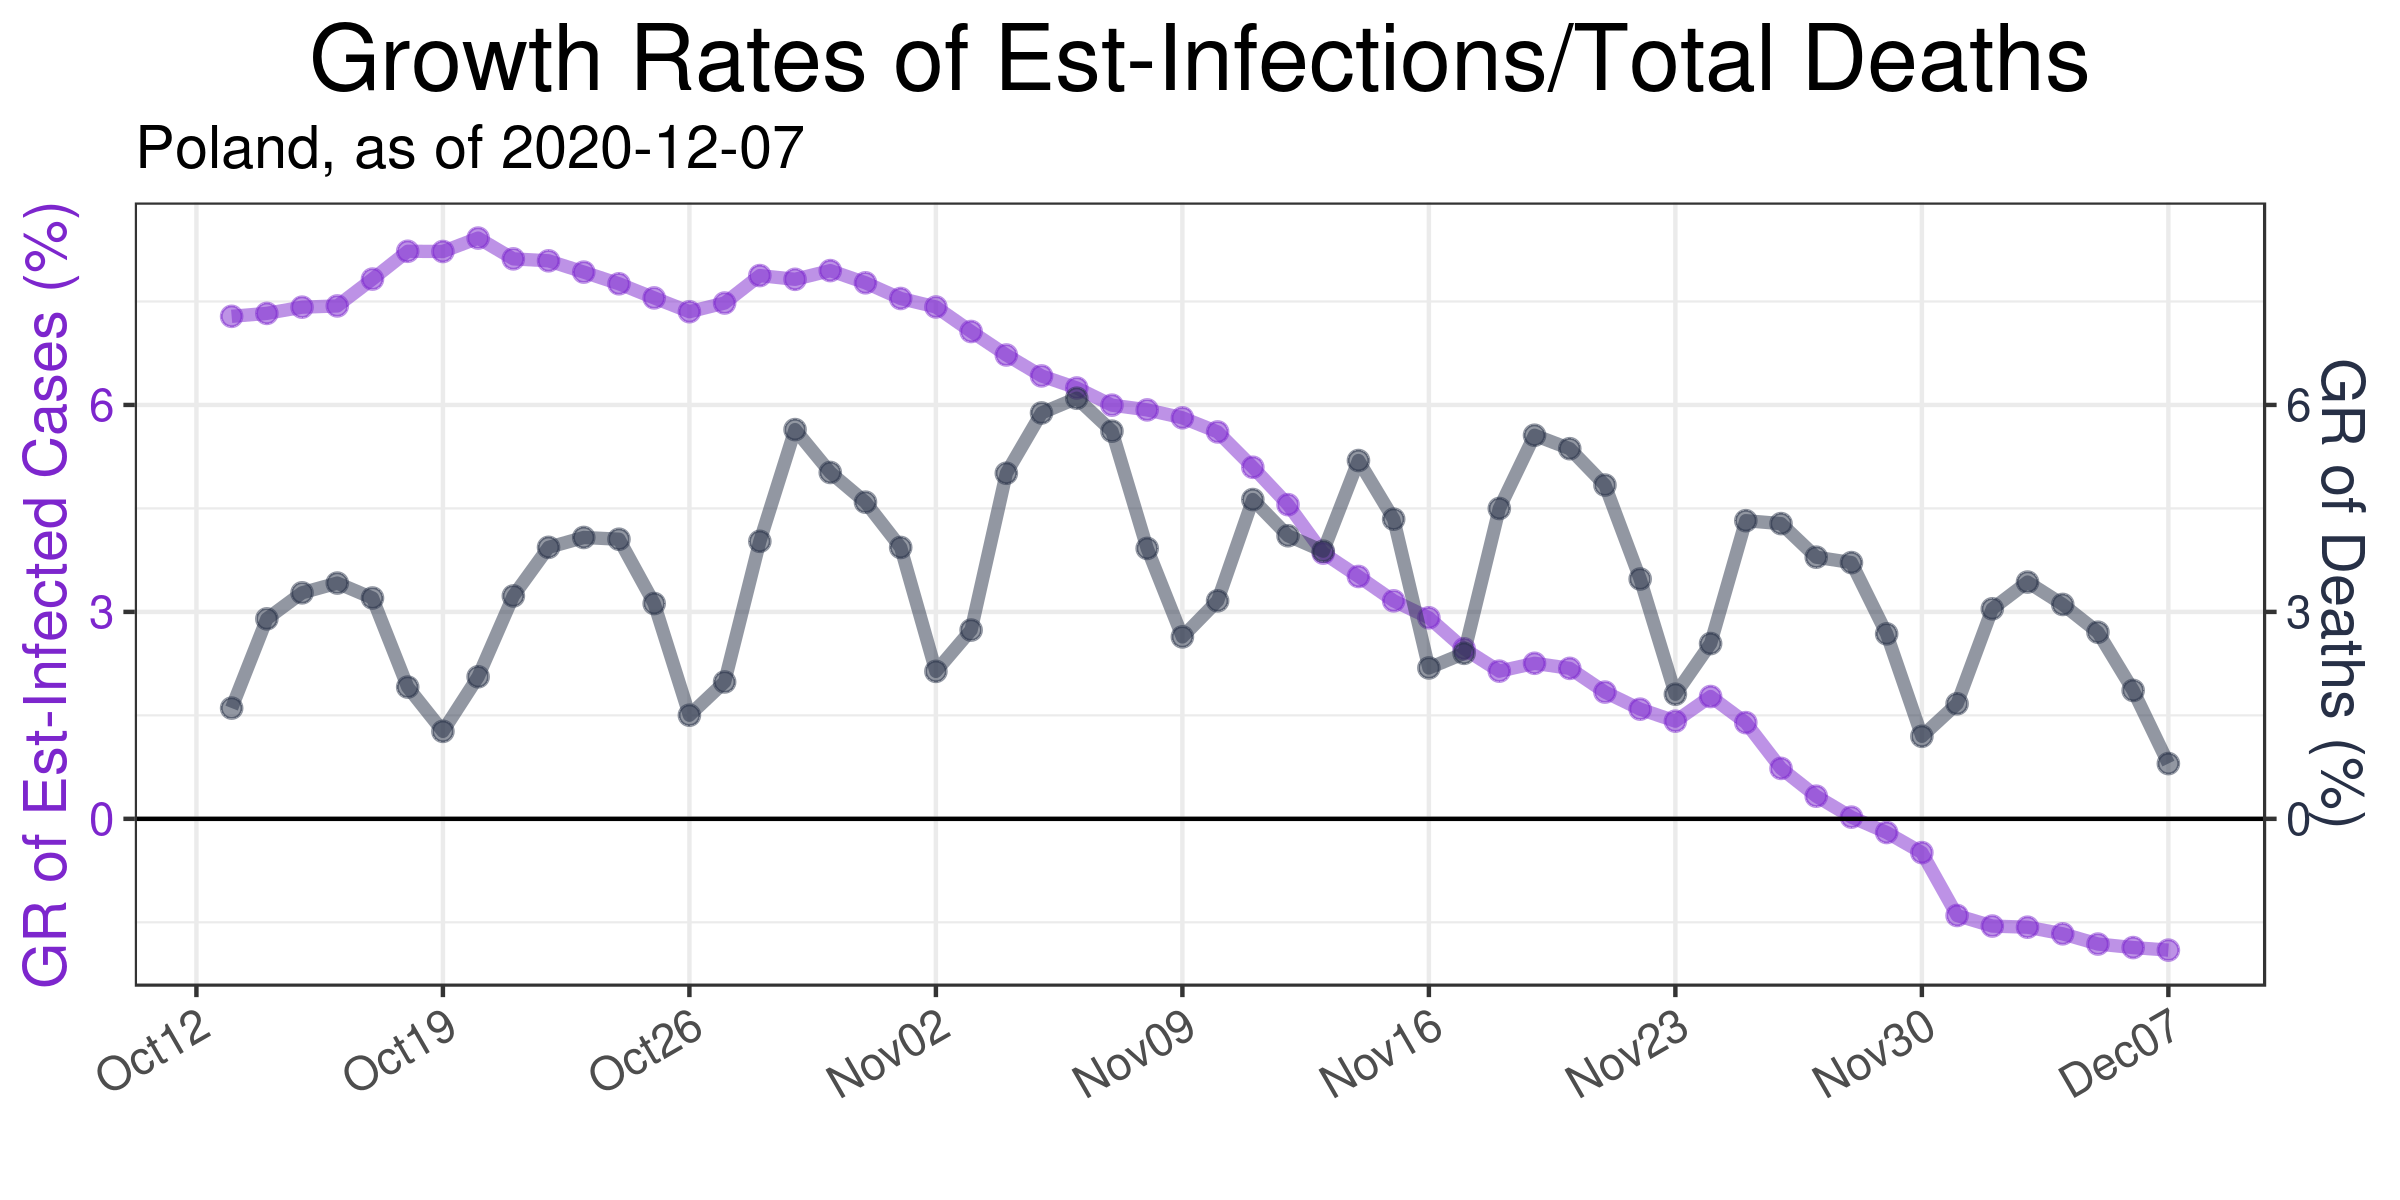 Growth Rates of Est-Infections/Total Deaths
Poland, as of 2020-12-07
GR of Est-Infected Cases (%)
6
3
0
6
3
0
GR of Deaths (%)
Oct12
Oct19
Oct26
Nov02
Nov09
Nov16
Nov23
Nov30
Dec07